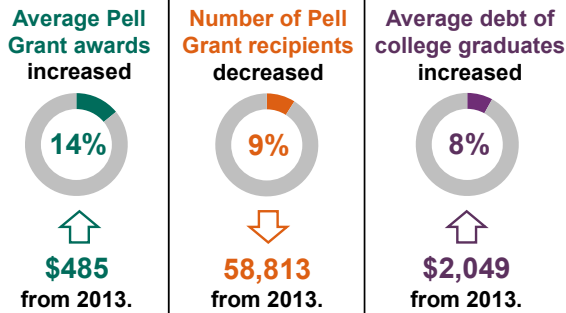 Average Pell
Grant awards
increased
14%
$485
from 2013.
Number of Pell
Grant recipients
decreased
9%
58,813
from 2013.
Average debt of
college graduates
increased
8%
$2,049
from 2013.